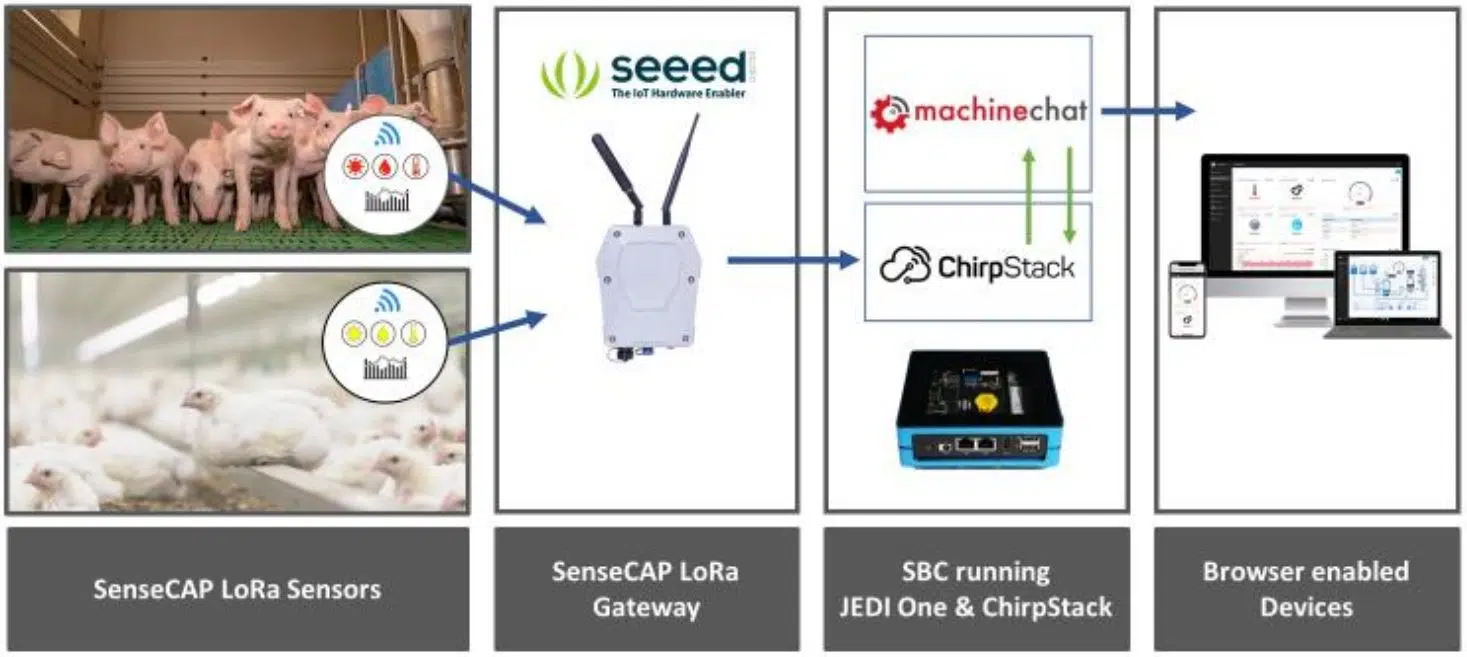 seeed
The IoT Hardware Enabler
machinechat
ChirpStack
SenseCAP LoRa Sensors
SenseCAP LoRa
Gateway
SBC running
JEDI One & ChirpStack
Browser enabled
Devices